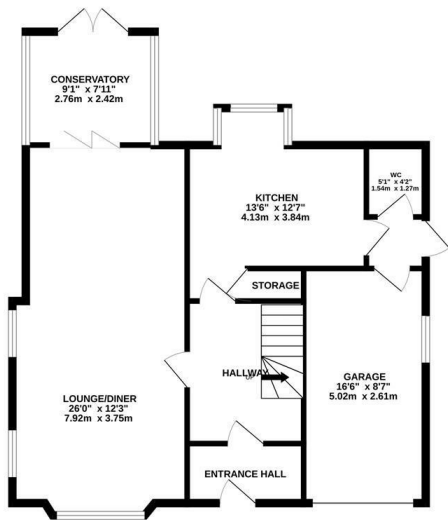 CONSERVATORY
9'1" x 7'11"
2.76m x 2.42m
KITCHEN
13'6" x 12'7"
4.13m x 3.84m
WC
5'1" x 4'2"
1.54m x 1.27m
STORAGE
HALLWAY
UP
GARAGE
16'6" x 8'7"
5.02m x 2.61m
LOUNGE/DINER
26'0" x 12'3"
7.92m x 3.75m
ENTRANCE HALL